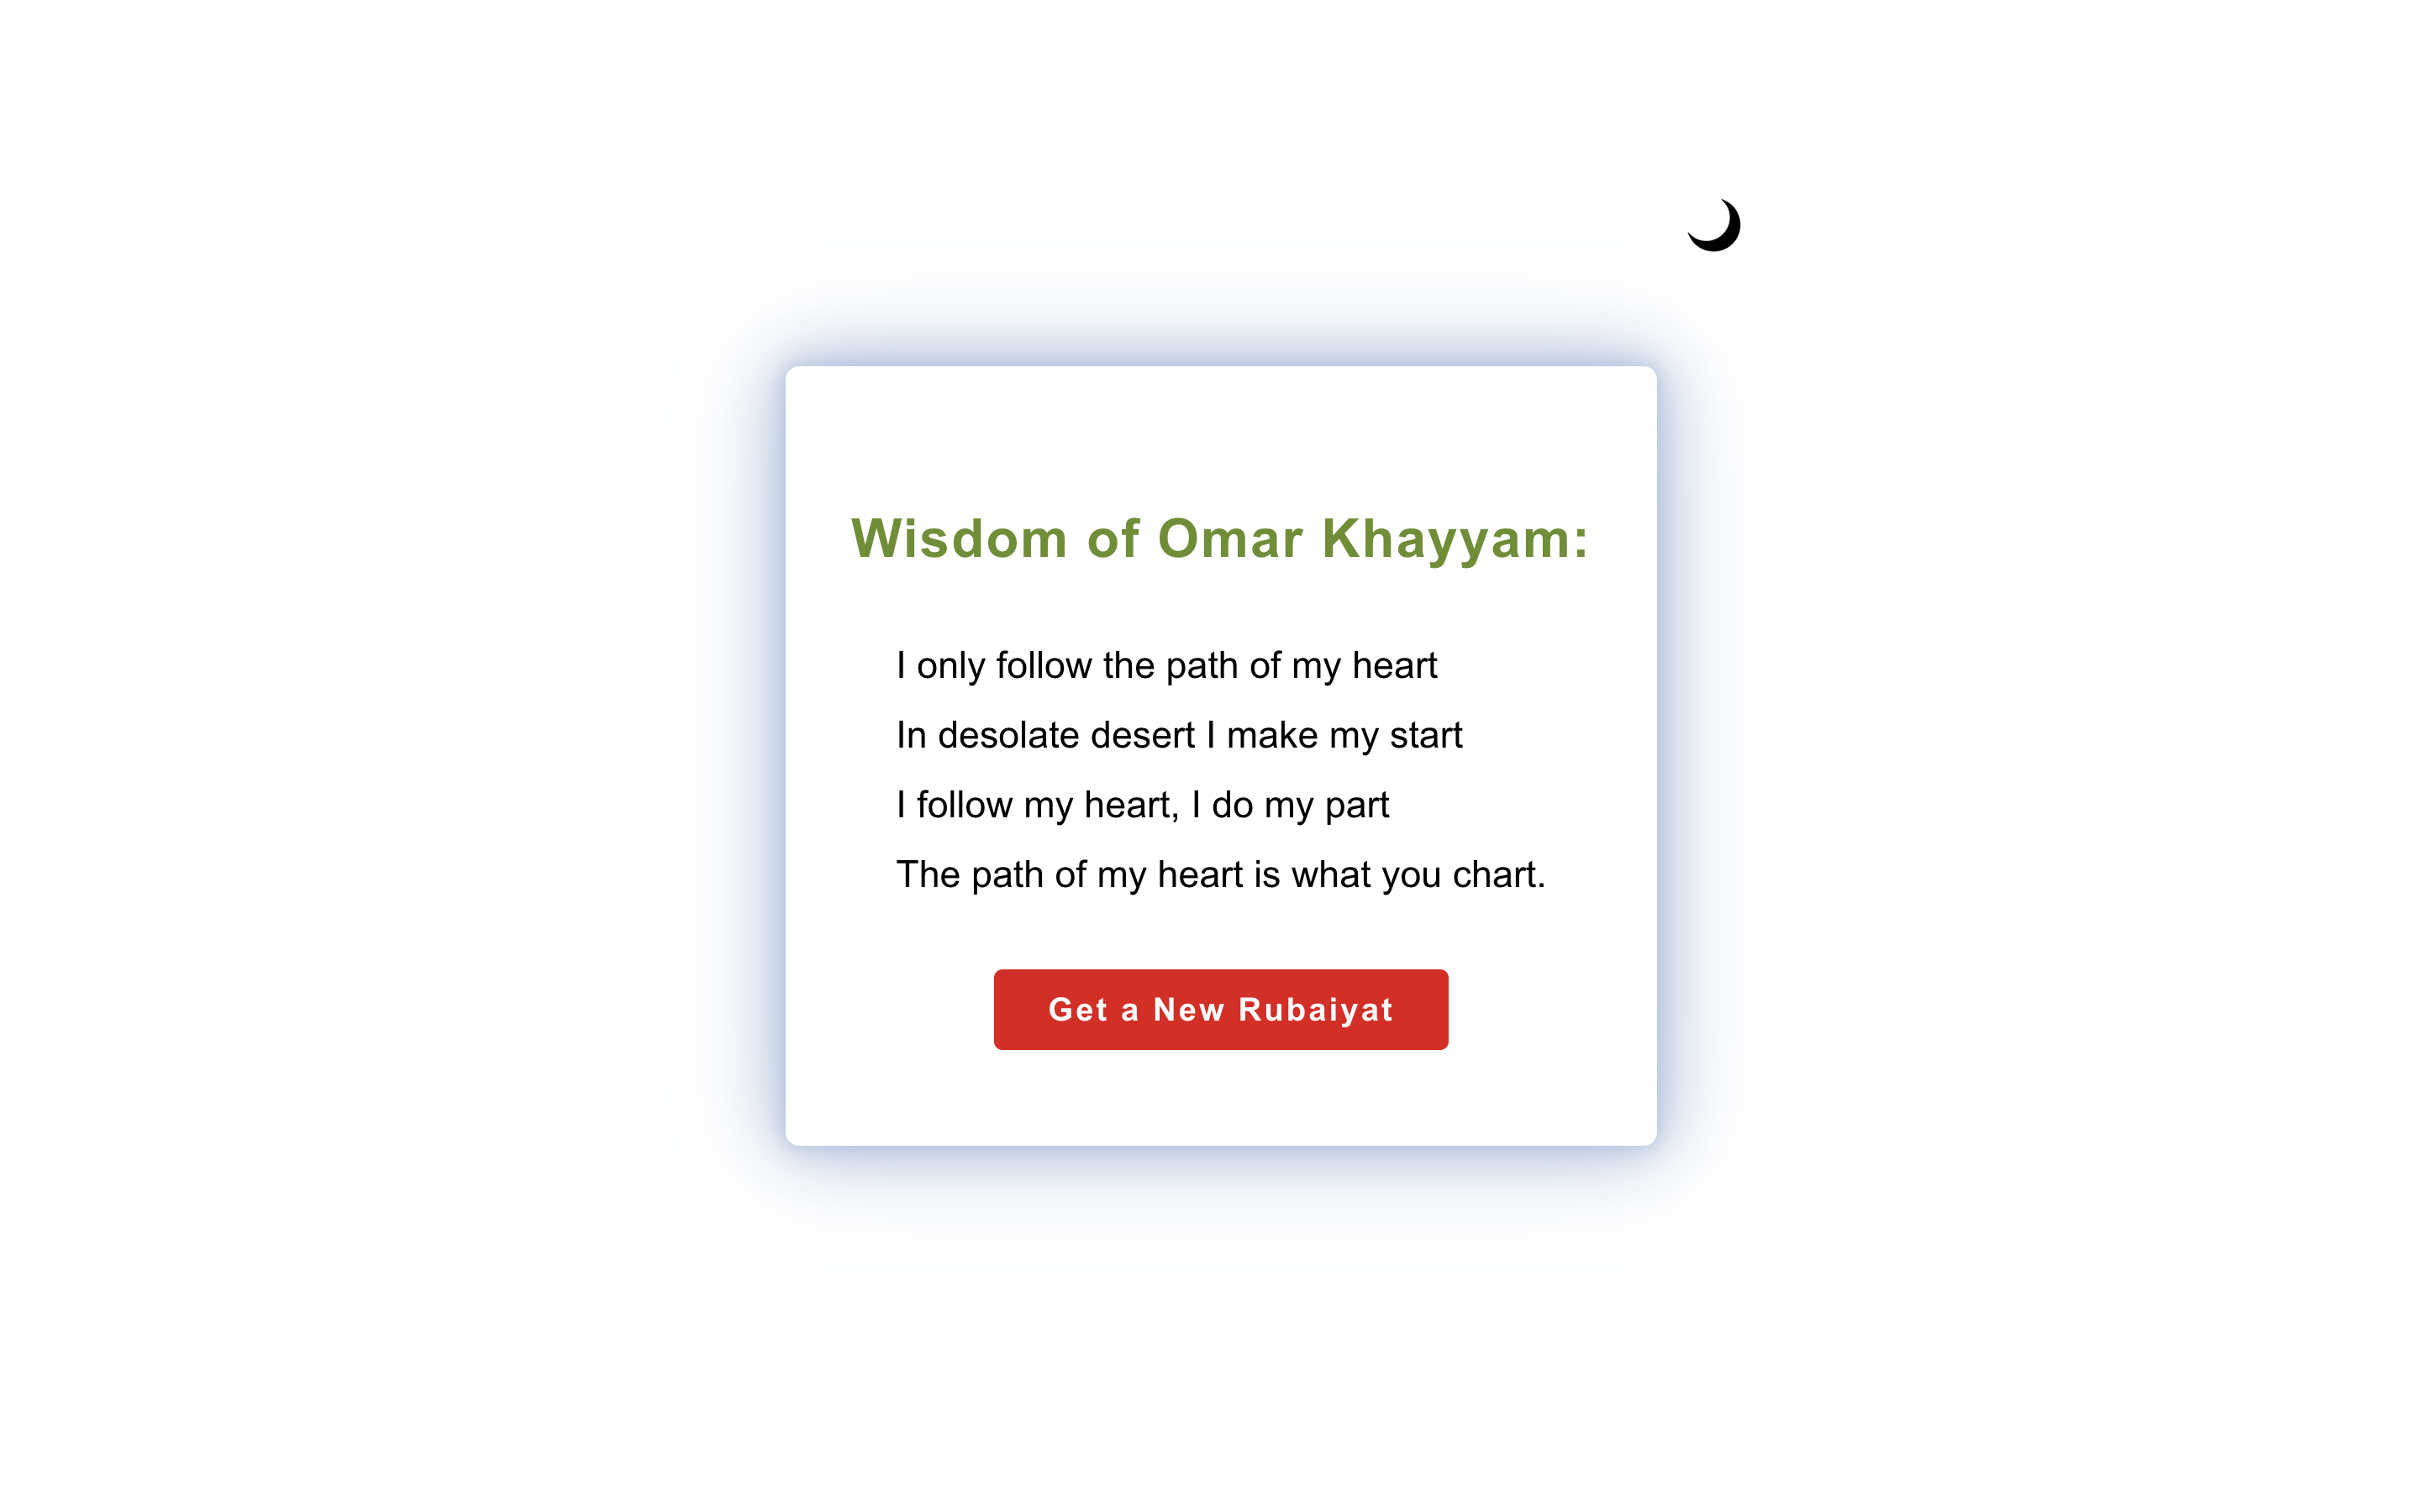 Wisdom of Omar Khayyam:
I only follow the path of my heart
In desolate desert I make my start
I follow my heart, I do my part
The path of my heart is what you chart.
Get a New Rubaiyat